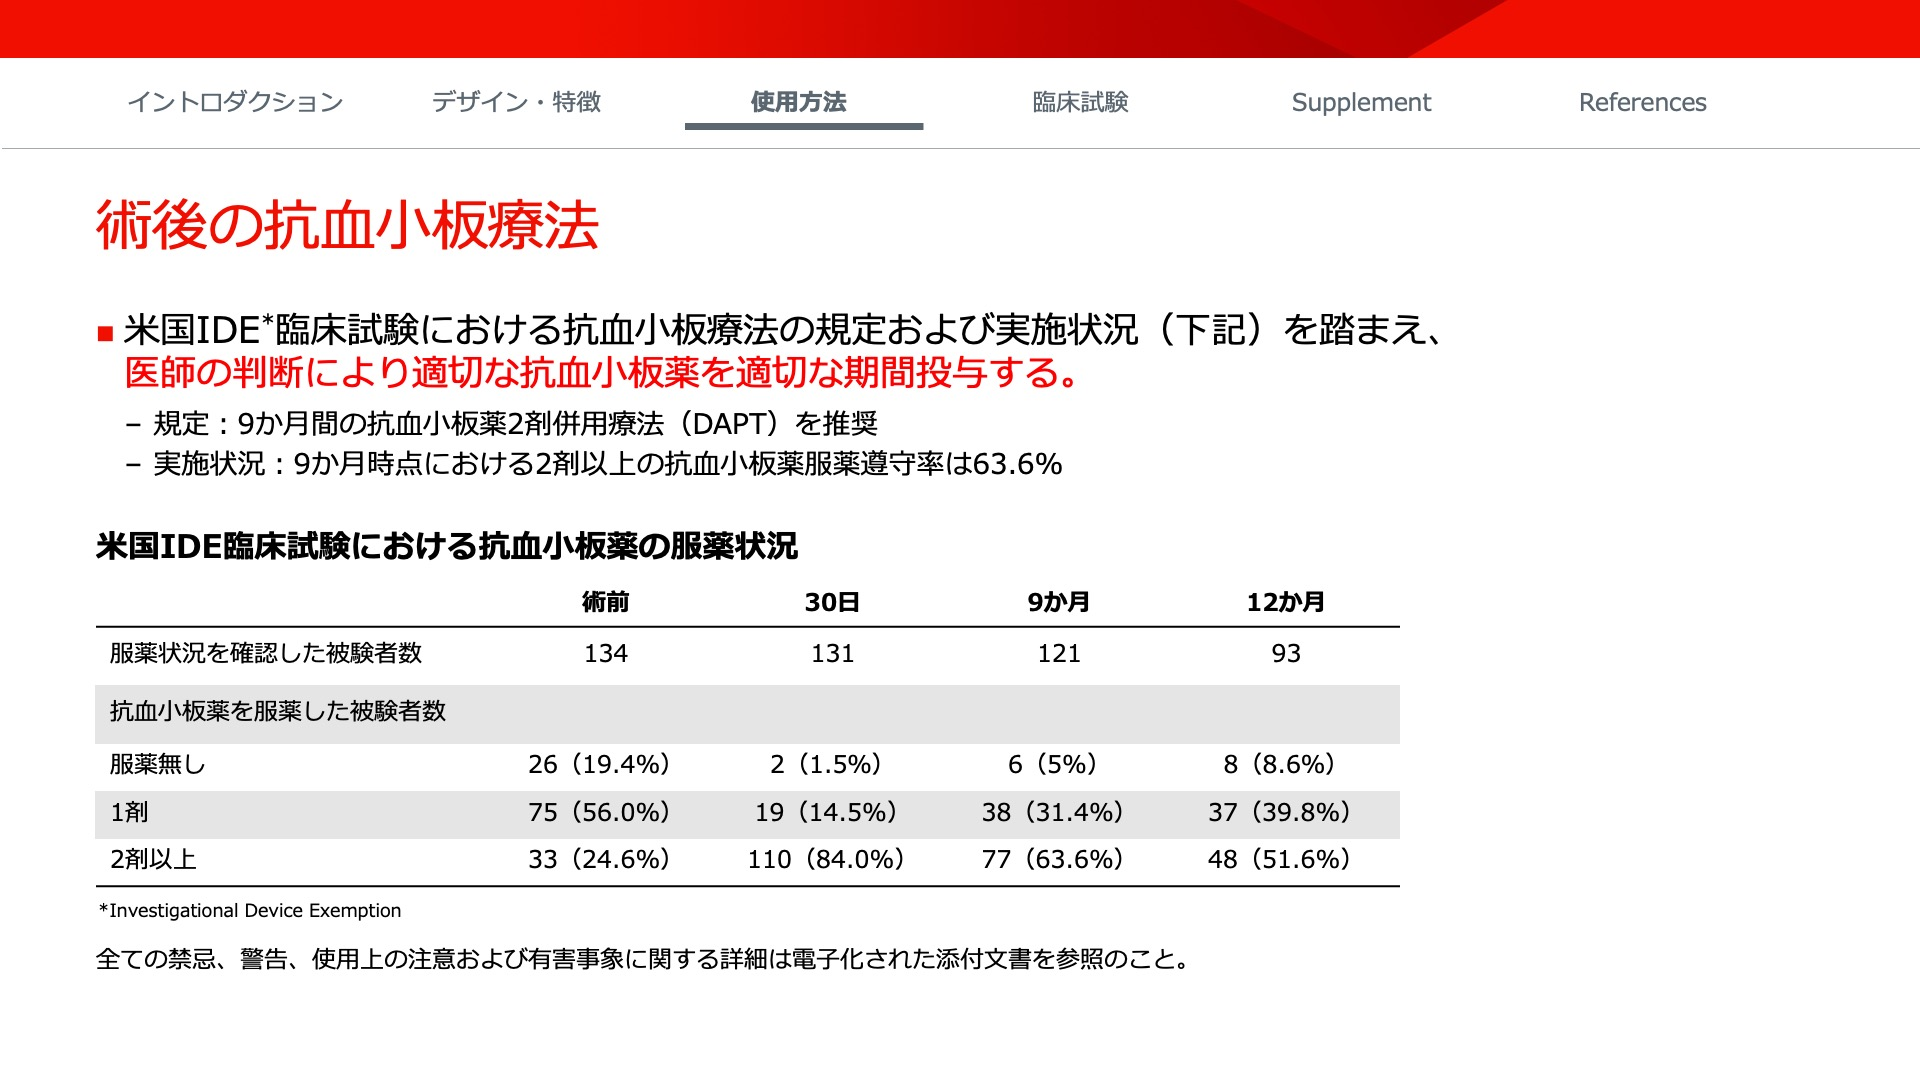 イントロダクション デザイン・特徴 使用方法 臨床試験 Supplement References
術後の抗血小板療法
■ 米国IDE*臨床試験における抗血小板療法の規定および実施状況（下記）を踏まえ、
医師の判断により適切な抗血小板薬を適切な期間投与する。
– 規定：9か月間の抗血小板薬2剤併用療法（DAPT）を推奨
– 実施状況：9か月時点における2剤以上の抗血小板薬服薬遵守率は63.6%
米国IDE臨床試験における抗血小板薬の服薬状況
術前 30日 9か月 12か月
服薬状況を確認した被験者数 134 131 121 93
抗血小板薬を服薬した被験者数
服薬無し 26（19.4%） 2（1.5%） 6（5%） 8（8.6%）
1剤 75（56.0%） 19（14.5%） 38（31.4%） 37（39.8%）
2剤以上 33（24.6%） 110（84.0%） 77（63.6%） 48（51.6%）
*Investigational Device Exemption
全ての禁忌、警告、使用上の注意および有害事象に関する詳細は電子化された添付文書を参照のこと。